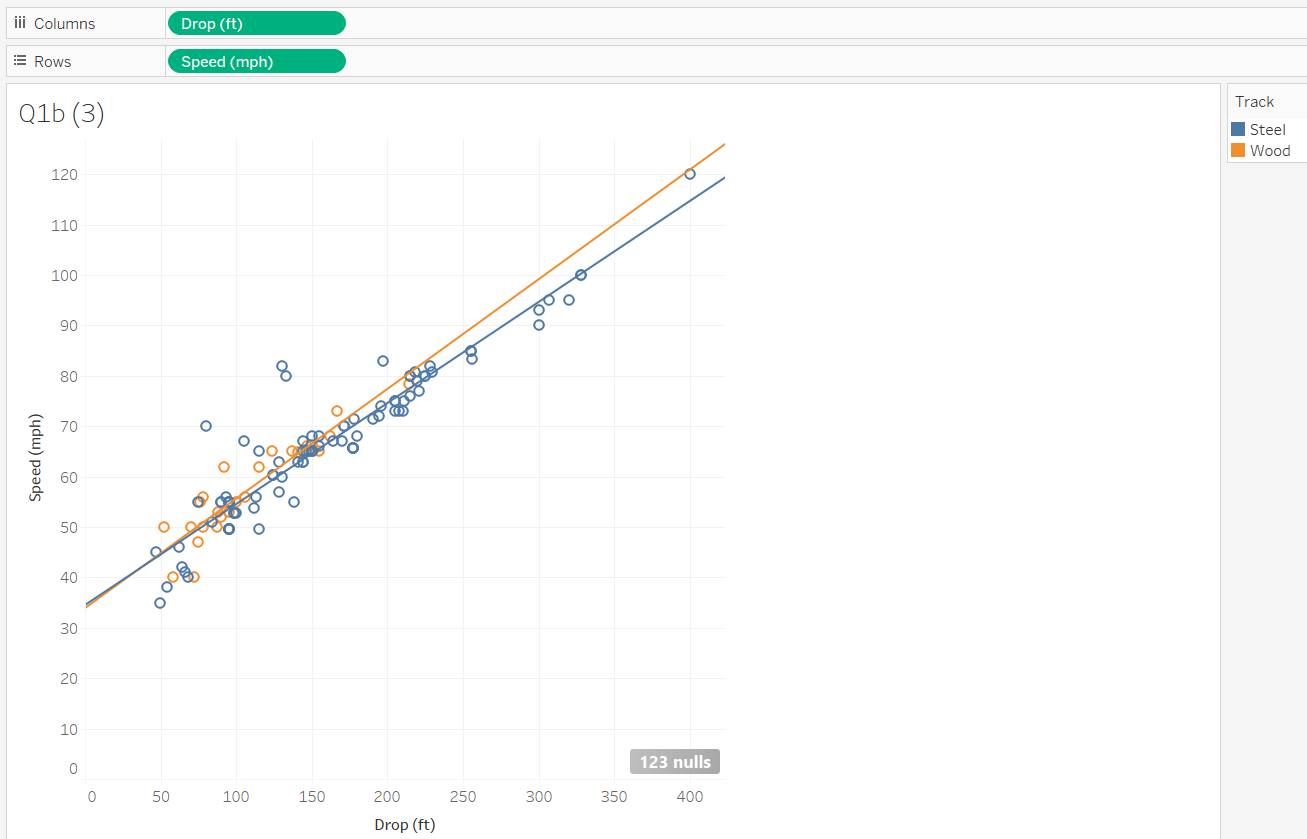 Columns
Drop (ft)
Rows
Speed (mph)
Q1b (3)
Track
Steel
Wood
120
110
100
90
80
70
60
50
40
30
20
10
0
Speed (mph)
123 nulls
0 50 100 150 200 250 300 350 400
Drop (ft)